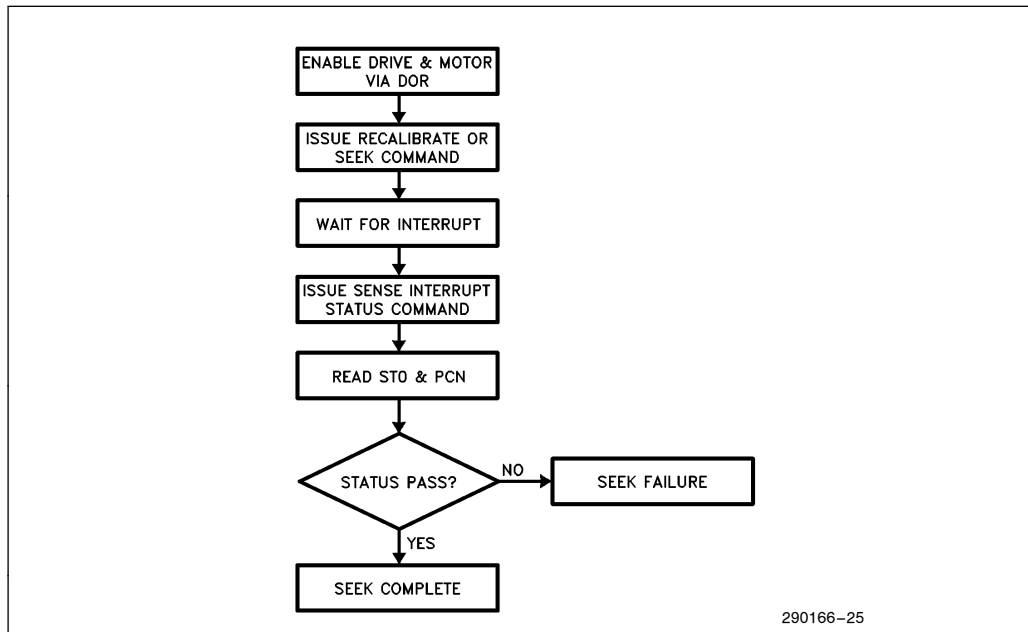 ENABLE DRIVE & MOTOR
VIA DOR
ISSUE RECALIBRATE OR
SEEK COMMAND
WAIT FOR INTERRUPT
ISSUE SENSE INTERRUPT
STATUS COMMAND
READ ST0 & PCN
STATUS PASS?
NO
SEEK FAILURE
YES
SEEK COMPLETE
290166-25